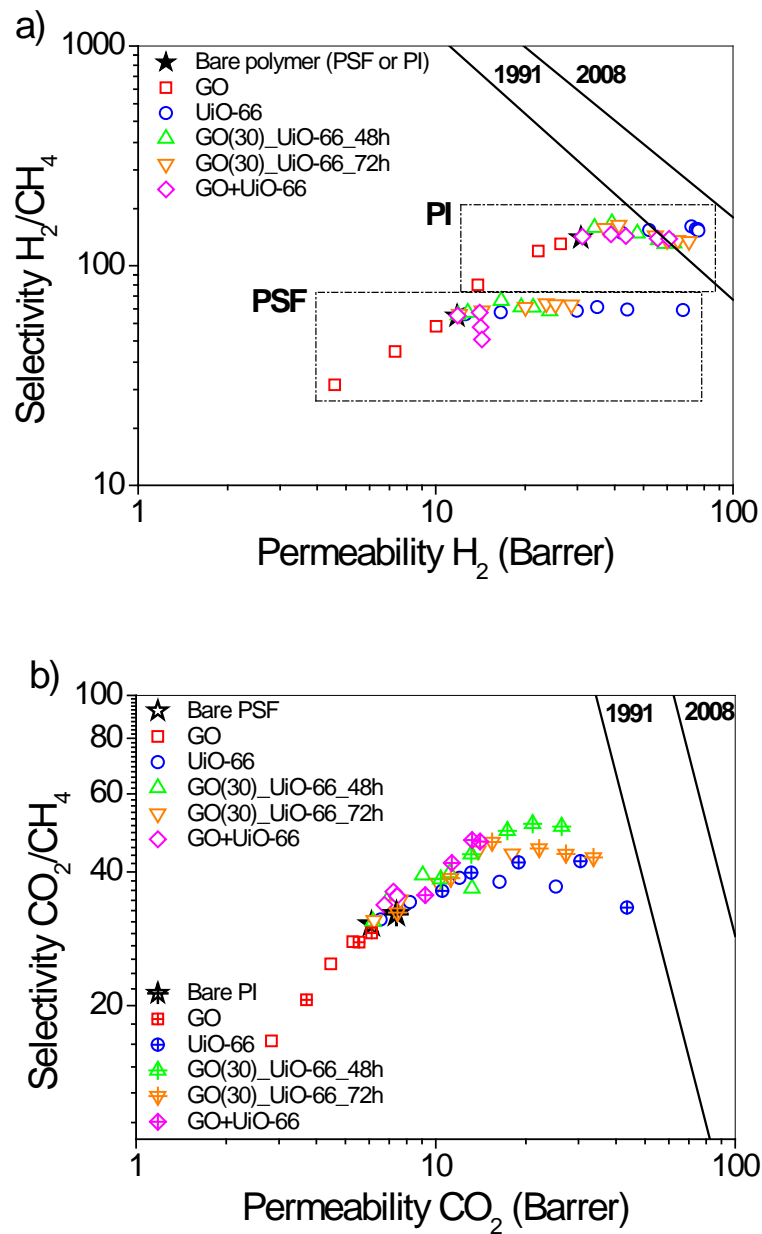 a)
1000
100
10
Selectivity H2/CH4
Bare polymer (PSF or PI)
GO
UiO-66
GO(30)_UiO-66_48h
GO(30)_UiO-66_72h
GO+UiO-66
1991
2008
PI
PSF
1
10
100
Permeability H2 (Barrer)
b)
100
80
60
40
20
Selectivity CO2/CH4
Bare PSF
GO
UiO-66
GO(30)_UiO-66_48h
GO(30)_UiO-66_72h
GO+UiO-66
1991
2008
Bare PI
GO
UiO-66
GO(30)_UiO-66_48h
GO(30)_UiO-66_72h
GO+UiO-66
1
10
100
Permeability CO2 (Barrer)